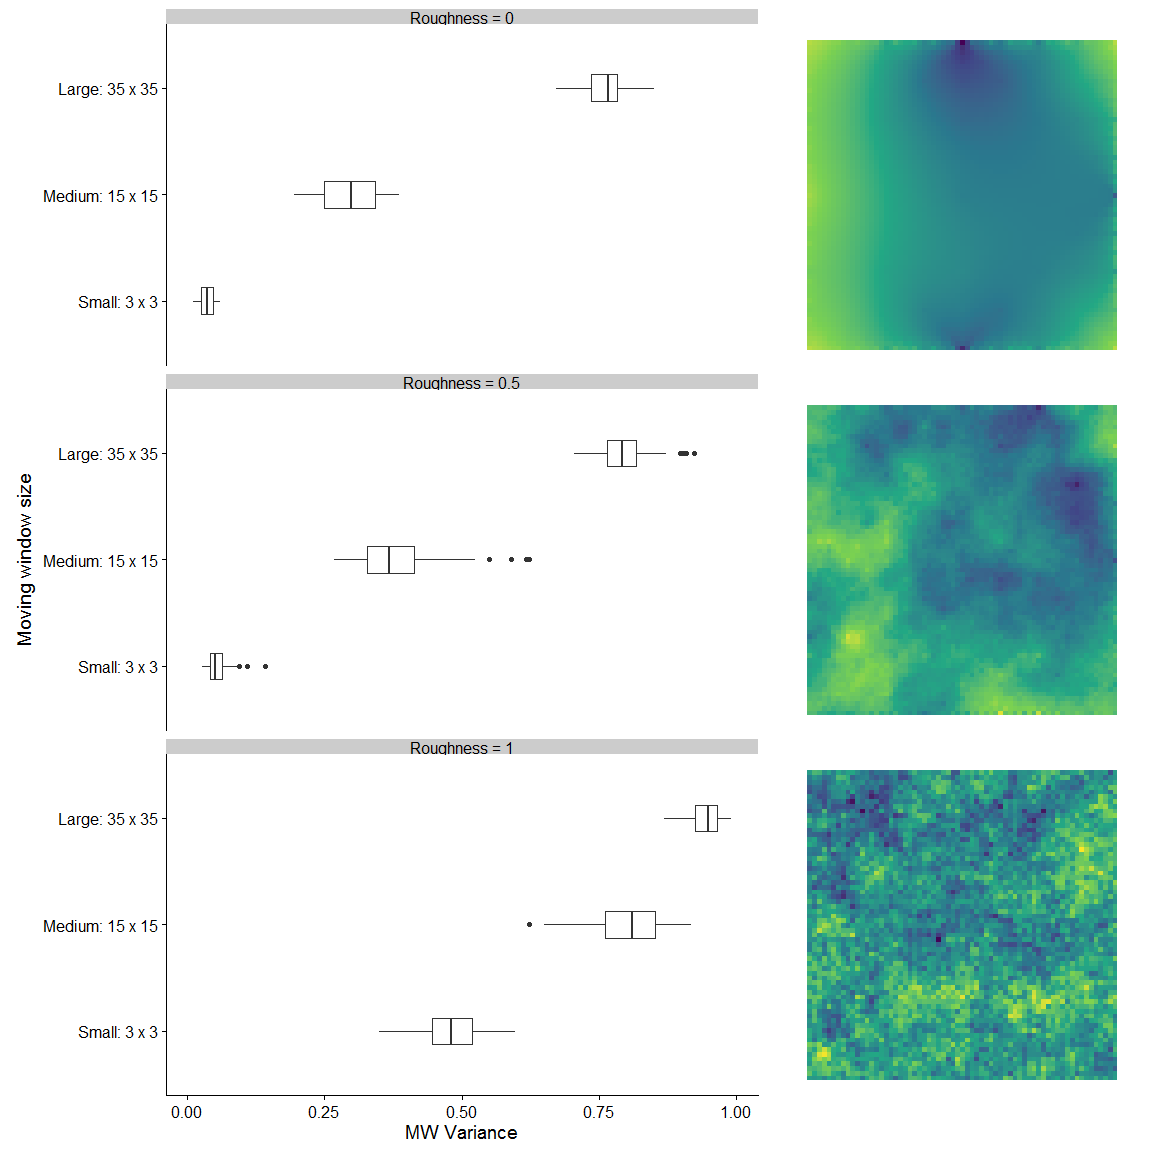 Roughness = 0
Large: 35 x 35
Medium: 15 x 15
Small: 3 x 3
Roughness = 0.5
Large: 35 x 35
Medium: 15 x 15
Small: 3 x 3
Moving window size
Roughness = 1
Large: 35 x 35
Medium: 15 x 15
Small: 3 x 3
0.00 0.25 0.50 0.75 1.00
MW Variance